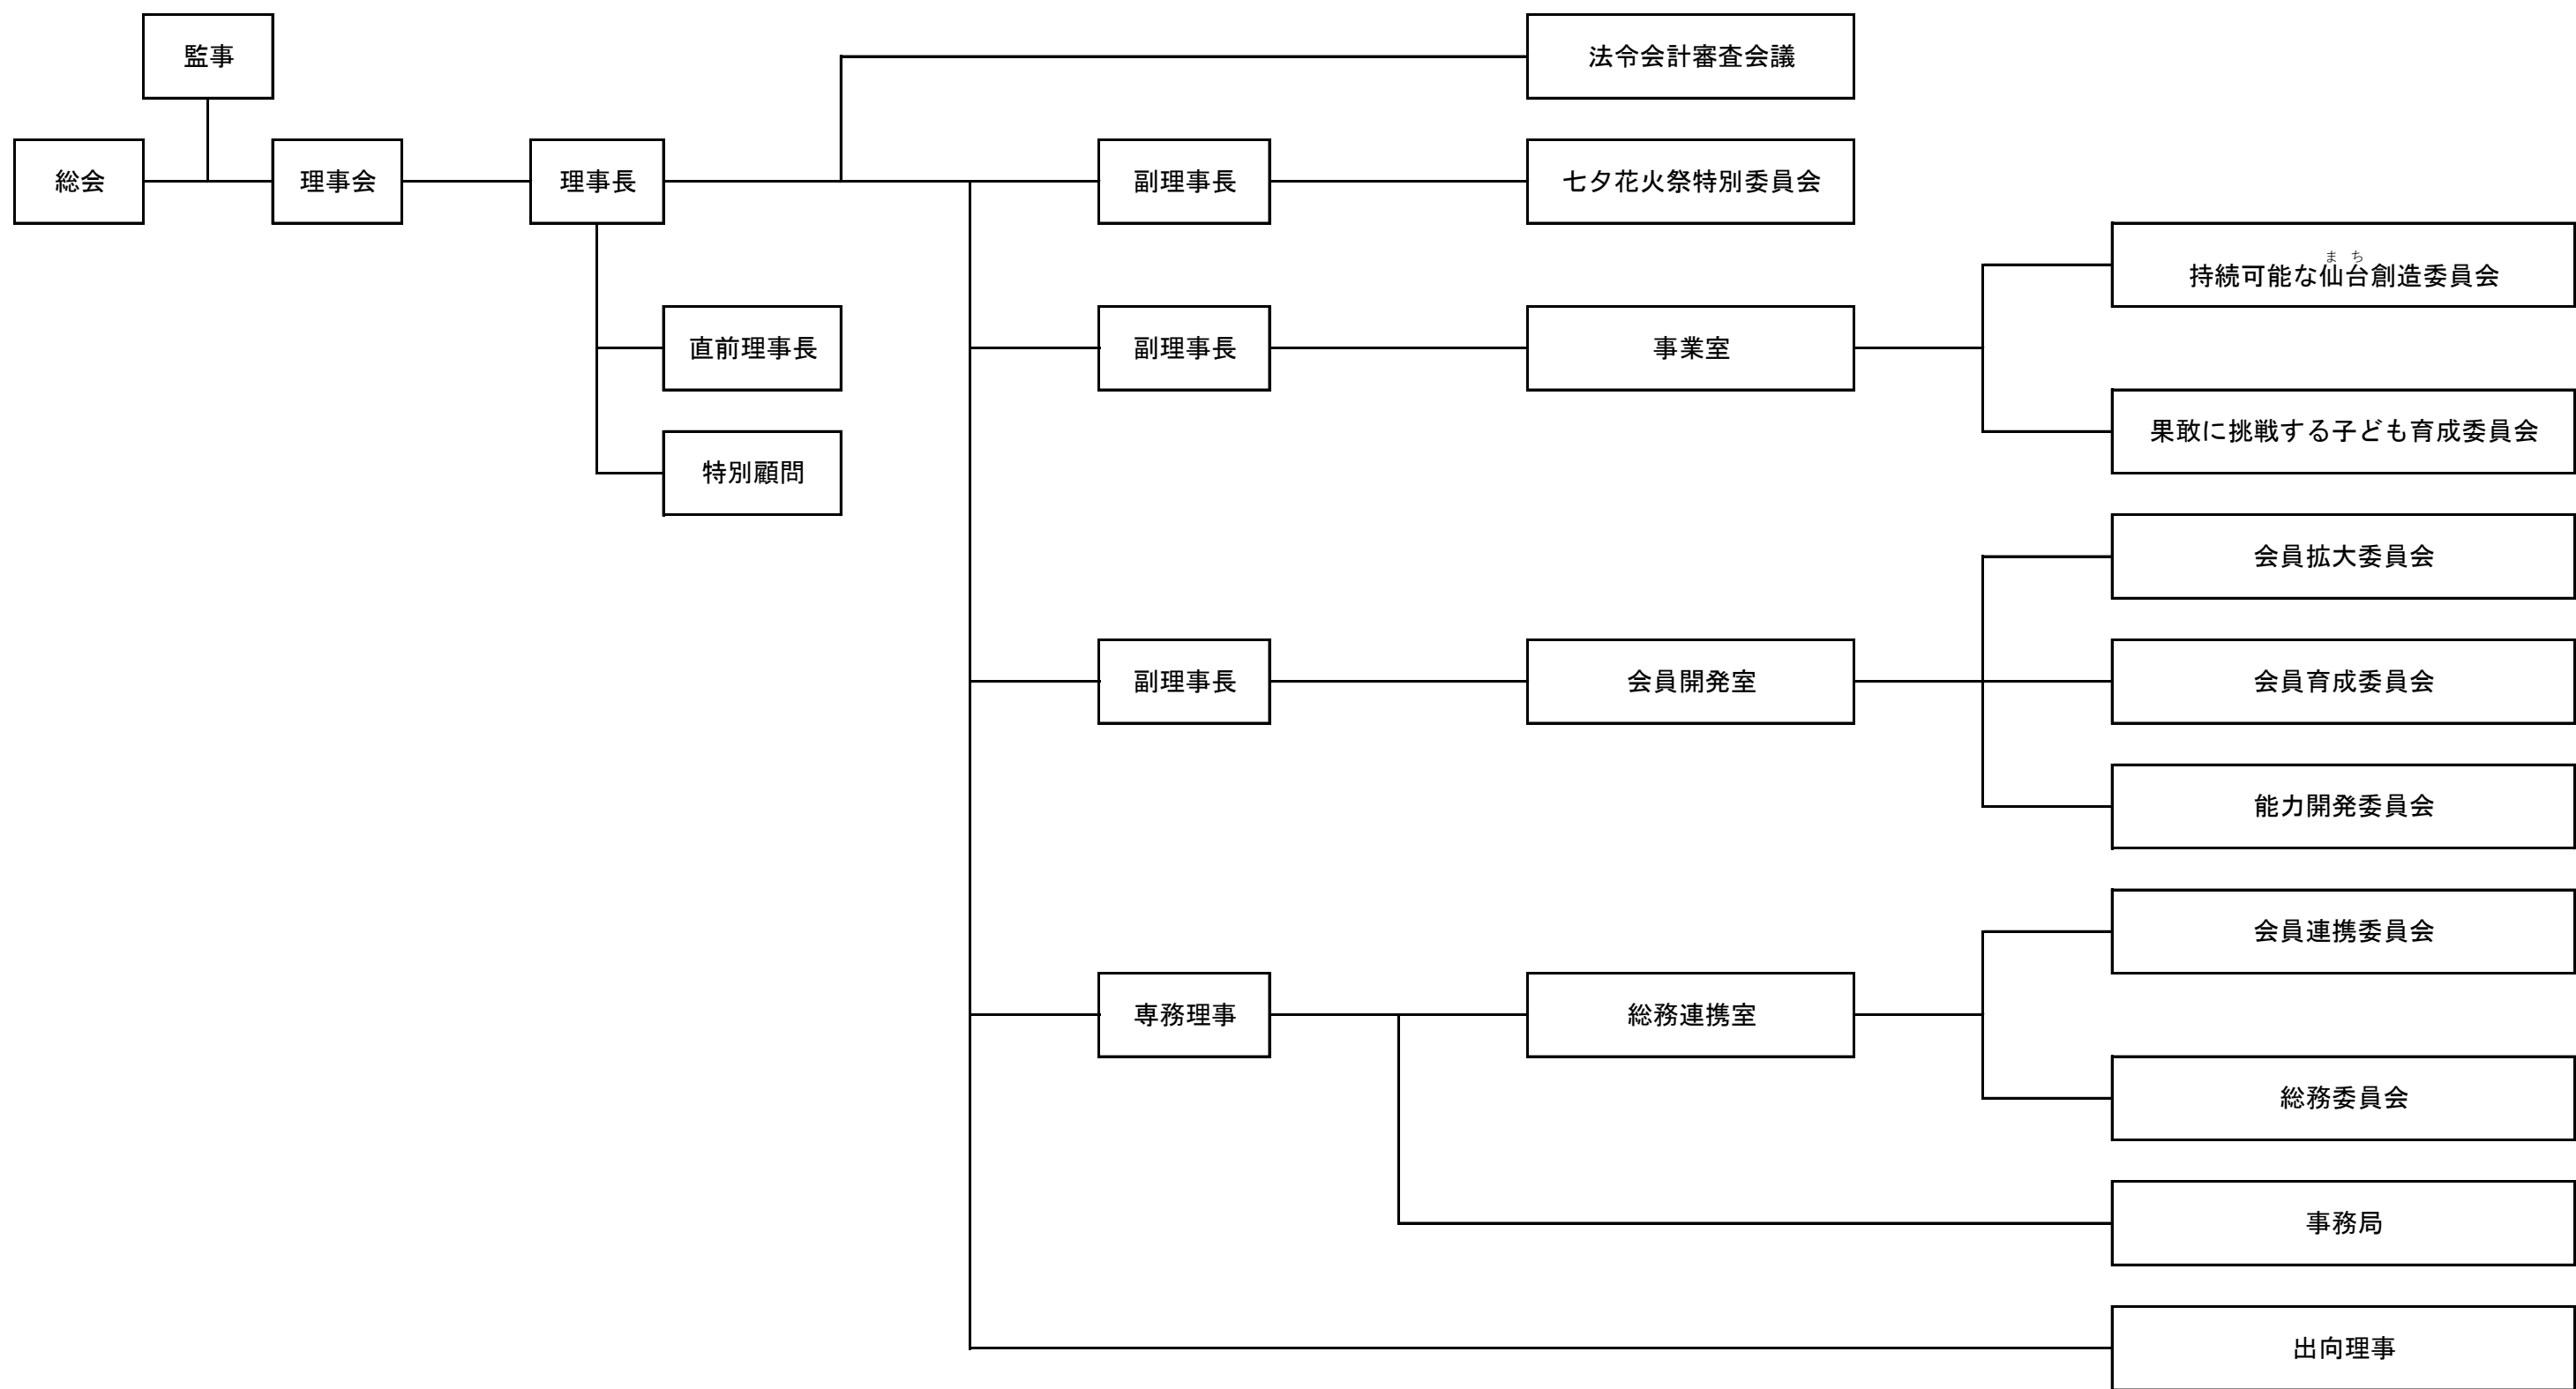 監事
法令会計審査会議
総会
理事会
理事長
副理事長
七夕花火祭特別委員会
まち
持続可能な仙台創造委員会
直前理事長
副理事長
事業室
果敢に挑戦する子ども育成委員会
特別顧問
会員拡大委員会
副理事長
会員開発室
会員育成委員会
能力開発委員会
会員連携委員会
専務理事
総務連携室
総務委員会
事務局
出向理事